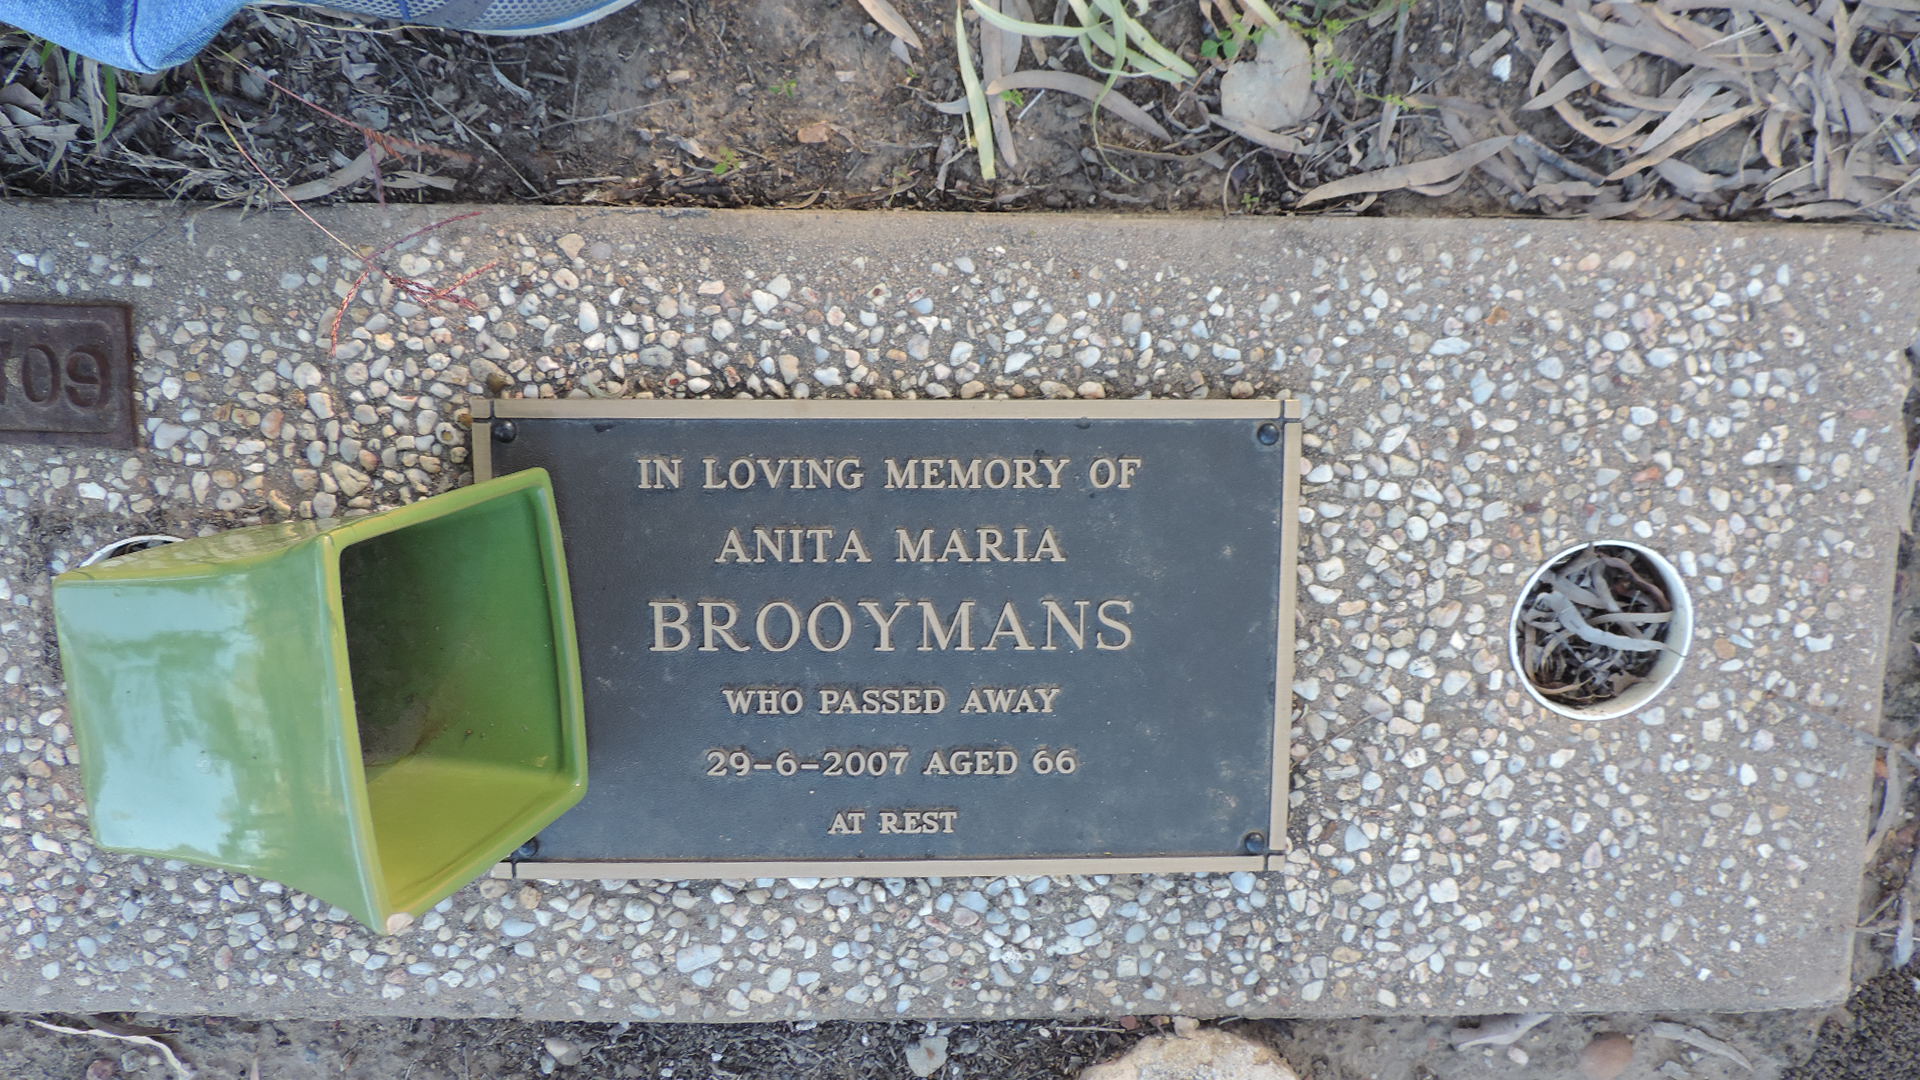 IN LOVING MEMORY OF
ANITA MARIA
BROOYMANS
WHO PASSED AWAY
29-6-2007 AGED 66
AT REST